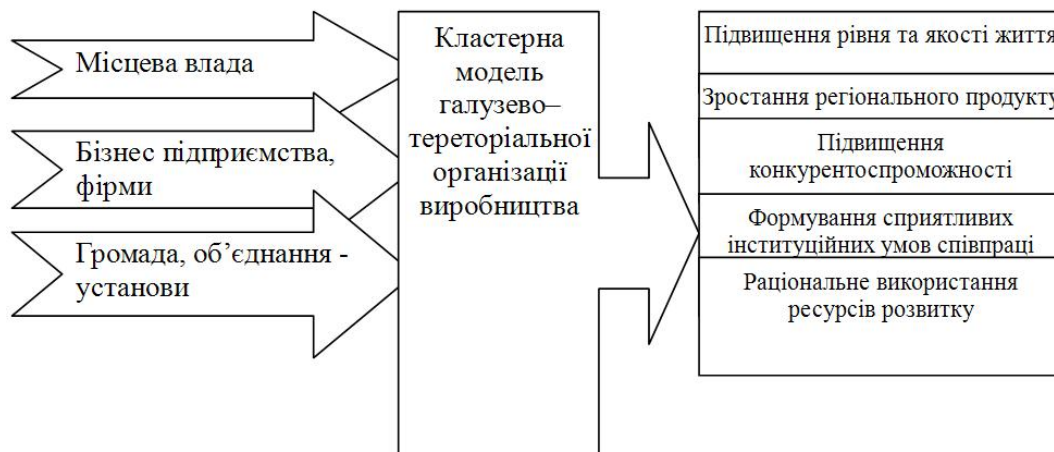 Місцева влада
Бізнес підприємства,
фірми
Громада, об’єднання -
установи
Кластерна
модель
галузево–
тереторіальної
організації
виробництва
Підвищення рівня та якості життя
Зростання регіонального продукту
Підвищення
конкурентоспроможності
Формування сприятливих
інституційних умов співпраці
Раціональне використання
ресурсів розвитку